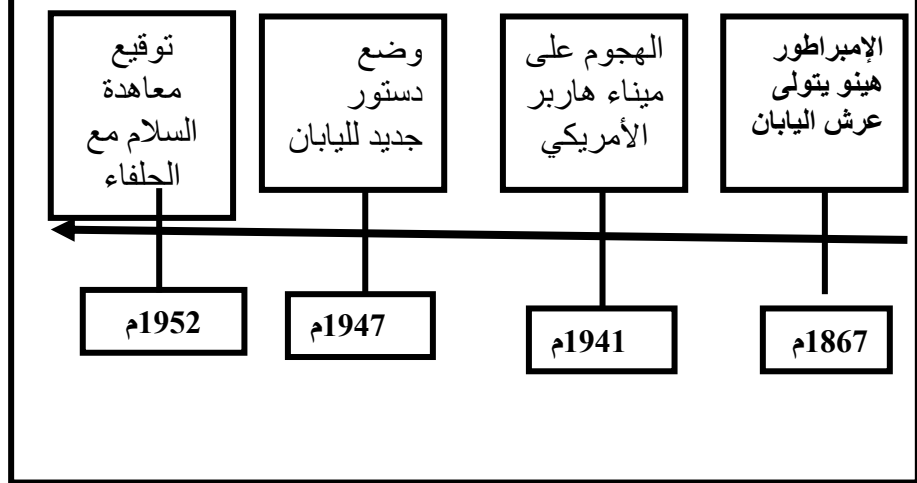 الإمبراطور
هينو يتولى
عرش اليابان
الهجوم على
ميناء هاربر
الأمريكي
وضع
دستور
جديد لليابان
توقيع
معاهدة
السلام مع
الحلفاء
1867م
1941م
1947م
1952م